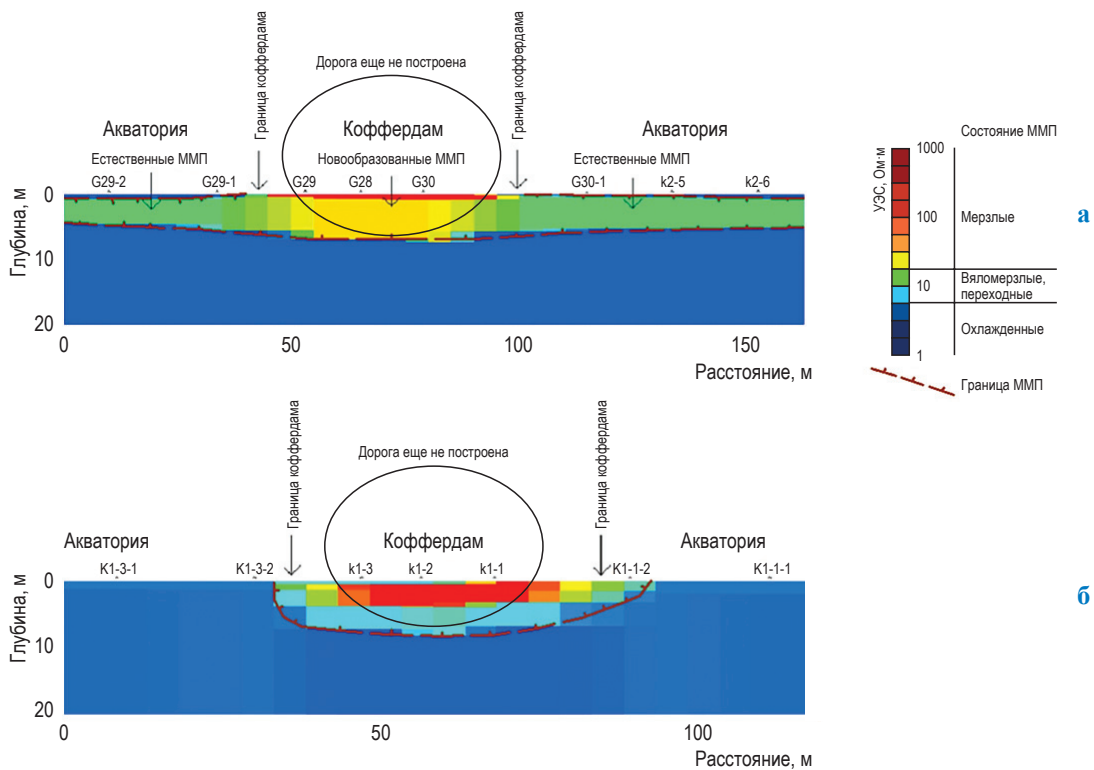 Дорога еще не построена
Граница коффердама
Граница коффердама
Акватория
Коффердам
Акватория
Естественные ММП
Новообразованные ММП
Естественные ММП
G29-2
G29-1
G29
G28
G30
G30-1
k2-5
k2-6
Глубина, м
0
10
20
0
50
100
150
Расстояние, м
а
Состояние ММП
УЭС, Ом·м
1000
100
10
1
Мерзлые
Вяломерзлые,
переходные
Охлажденные
Граница ММП
Дорога еще не построена
Граница коффердама
Граница коффердама
Акватория
Коффердам
Акватория
K1-3-1
K1-3-2
k1-3
k1-2
k1-1
K1-1-2
K1-1-1
Глубина, м
0
10
20
0
50
100
Расстояние, м
б